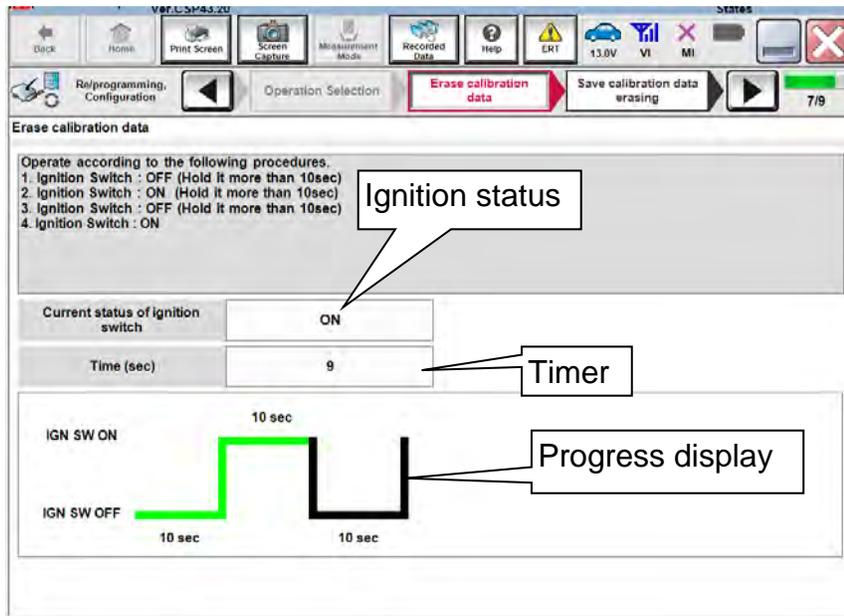 Ver.CSP43.20
States
Back
Home
Print Screen
Screen
Capture
Measurement
Mode
Recorded
Data
Help
ERT
13.0V
VI
MI
Re/programming,
Configuration
Operation Selection
Erase calibration
data
Save calibration data
erasing
7/9
Erase calibration data
Operate according to the following procedures.
1. Ignition Switch : OFF (Hold it more than 10sec)
2. Ignition Switch : ON (Hold it more than 10sec)
3. Ignition Switch : OFF (Hold it more than 10sec)
4. Ignition Switch : ON
Ignition status
Current status of ignition
switch
ON
Time (sec)
9
Timer
10 sec
IGN SW ON
Progress display
IGN SW OFF
10 sec
10 sec